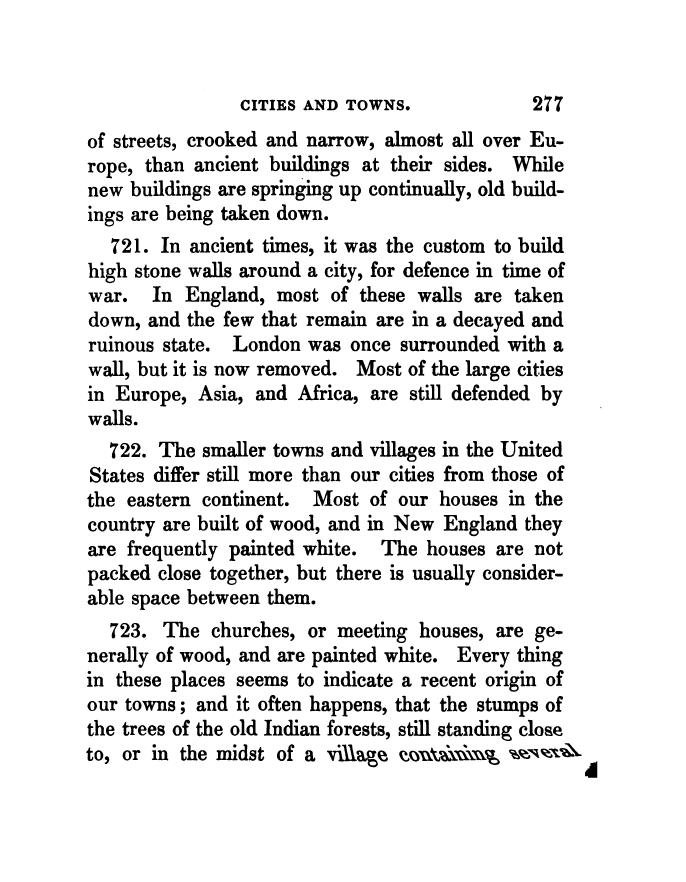 CITIES AND TOWNS. 277
of streets, crooked and narrow, almost all over Eu-
rope, than ancient buildings at their sides. While
new buildings are springing up continually, old build-
ings are being taken down.
721. In ancient times, it was the custom to build
high stone walls around a city, for defence in time of
war. In England, most of these walls are taken
down, and the few that remain are in a decayed and
ruinous state. London was once surrounded with a
wall, but it is now removed. Most of the large cities
in Europe, Asia, and Africa, are still defended by
walls.
722. The smaller towns and villages in the United
States differ still more than our cities from those of
the eastern continent. Most of our houses in the
country are built of wood, and in New England they
are frequently painted white. The houses are not
packed close together, but there is usually consider-
able space between them.
723. The churches, or meeting houses, are ge-
nerally of wood, and are painted white. Every thing
in these places seems to indicate a recent origin of
our towns; and it often happens, that the stumps of
the trees of the old Indian forests, still standing close
to, or in the midst of a village containing several